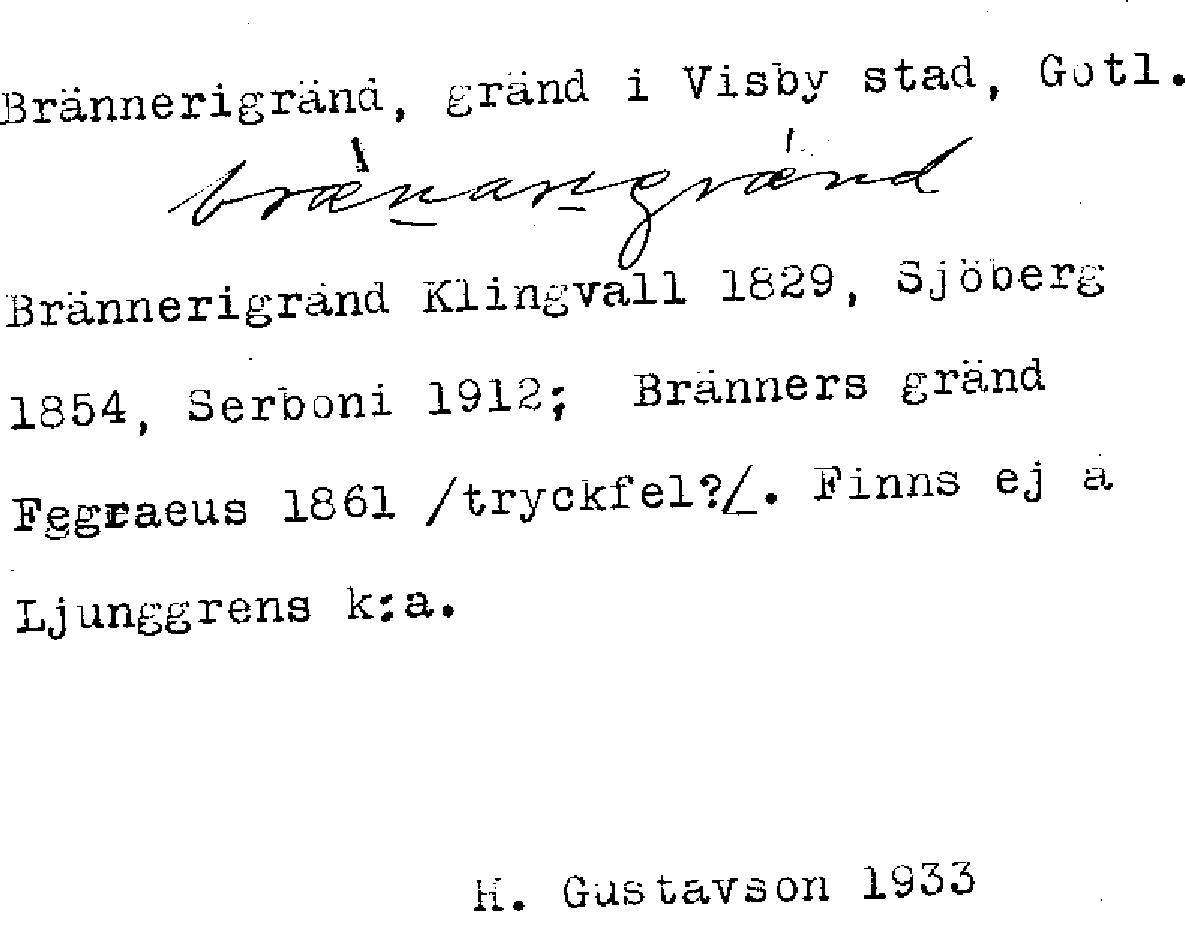 Brännerigränd, gränd i Visby stad, Gotl.
brænangrænd
Brännerigränd Klingvall 1829, Sjöberg
1854, Serboni 1912; Bränners gränd
Fegraeus 1861 /tryckfel?/. Finns ej å
Ljunggrens k:a.
H. Gustavson 1933